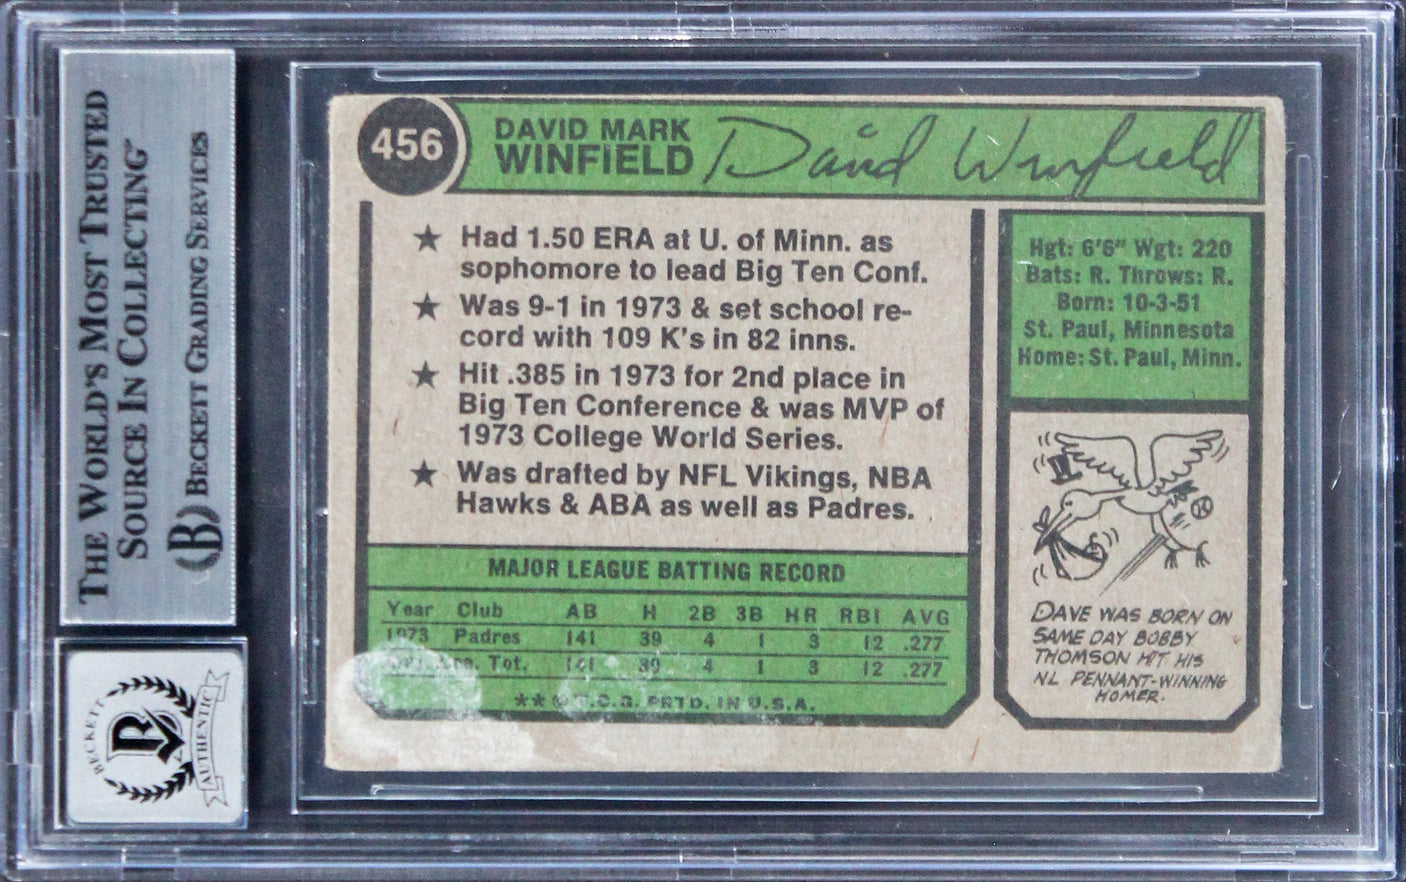 THE WORLD'S MOST TRUSTED
SOURCE IN COLLECTING™
B BECKETT GRADING SERVICES
BECKETT
B
AUTHENTIC
456
DAVID MARK
WINFIELD
David Winfield
★ Had 1.50 ERA at U. of Minn. as
sophomore to lead Big Ten Conf.
★ Was 9-1 in 1973 & set school re-
cord with 109 K's in 82 inns.
★ Hit .385 in 1973 for 2nd place in
Big Ten Conference & was MVP of
1973 College World Series.
★ Was drafted by NFL Vikings, NBA
Hawks & ABA as well as Padres.
MAJOR LEAGUE BATTING RECORD
Year Club AB H 2B 3B HR RBI AVG
1973 Padres 141 39 4 1 3 12 .277
Tot. 141 39 4 1 3 12 .277
** © T.C.G. PRTD. IN U.S.A.
Hgt: 6'6" Wgt: 220
Bats: R. Throws: R.
Born: 10-3-51
St. Paul, Minnesota
Home: St. Paul, Minn.
DAVE WAS BORN ON
SAME DAY BOBBY
THOMSON HIT HIS
NL PENNANT-WINNING
HOMER.